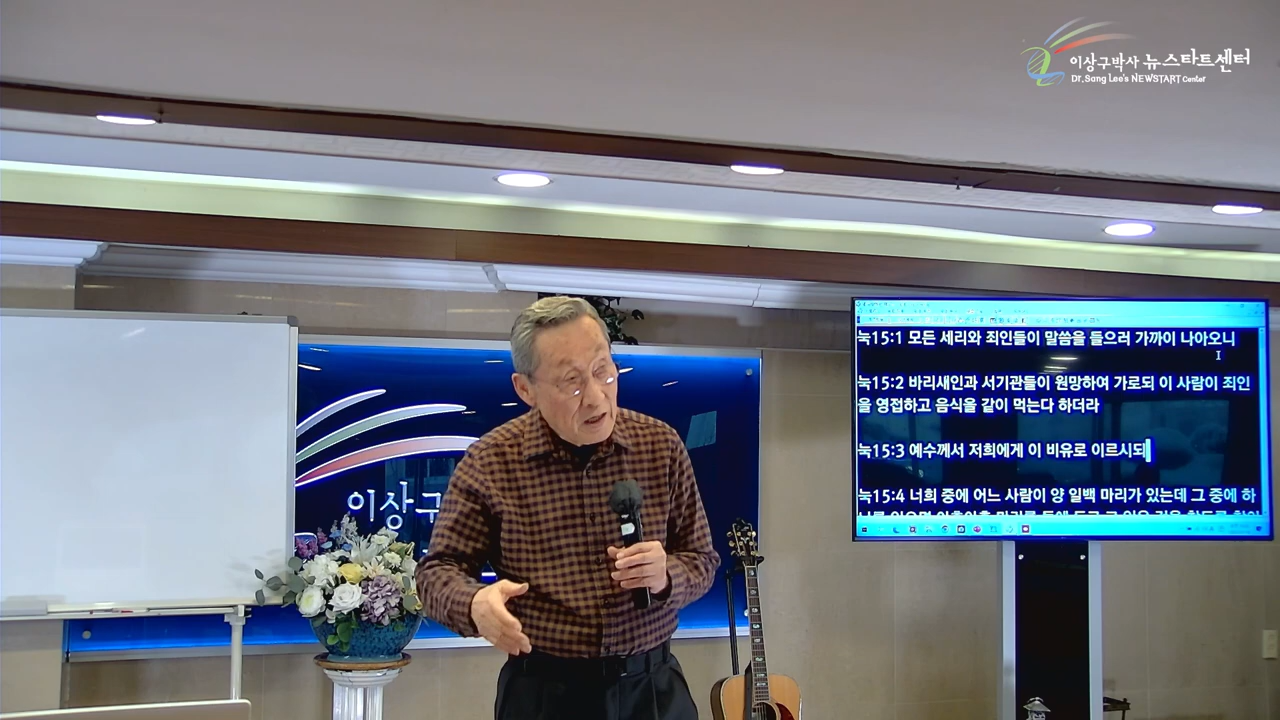 이상구박사 뉴스타트센터
Dr. Sang Lee's NEWSTART Center
눅15:1 모든 세리와 죄인들이 말씀을 들으러 가까이 나아오니
눅15:2 바리새인과 서기관들이 원망하여 가로되 이 사람이 죄인
을 영접하고 음식을 같이 먹는다 하더라
눅15:3 예수께서 저희에게 이 비유로 이르시되
눅15:4 너희 중에 어느 사람이 양 일백 마리가 있는데 그 중에 하
이상구